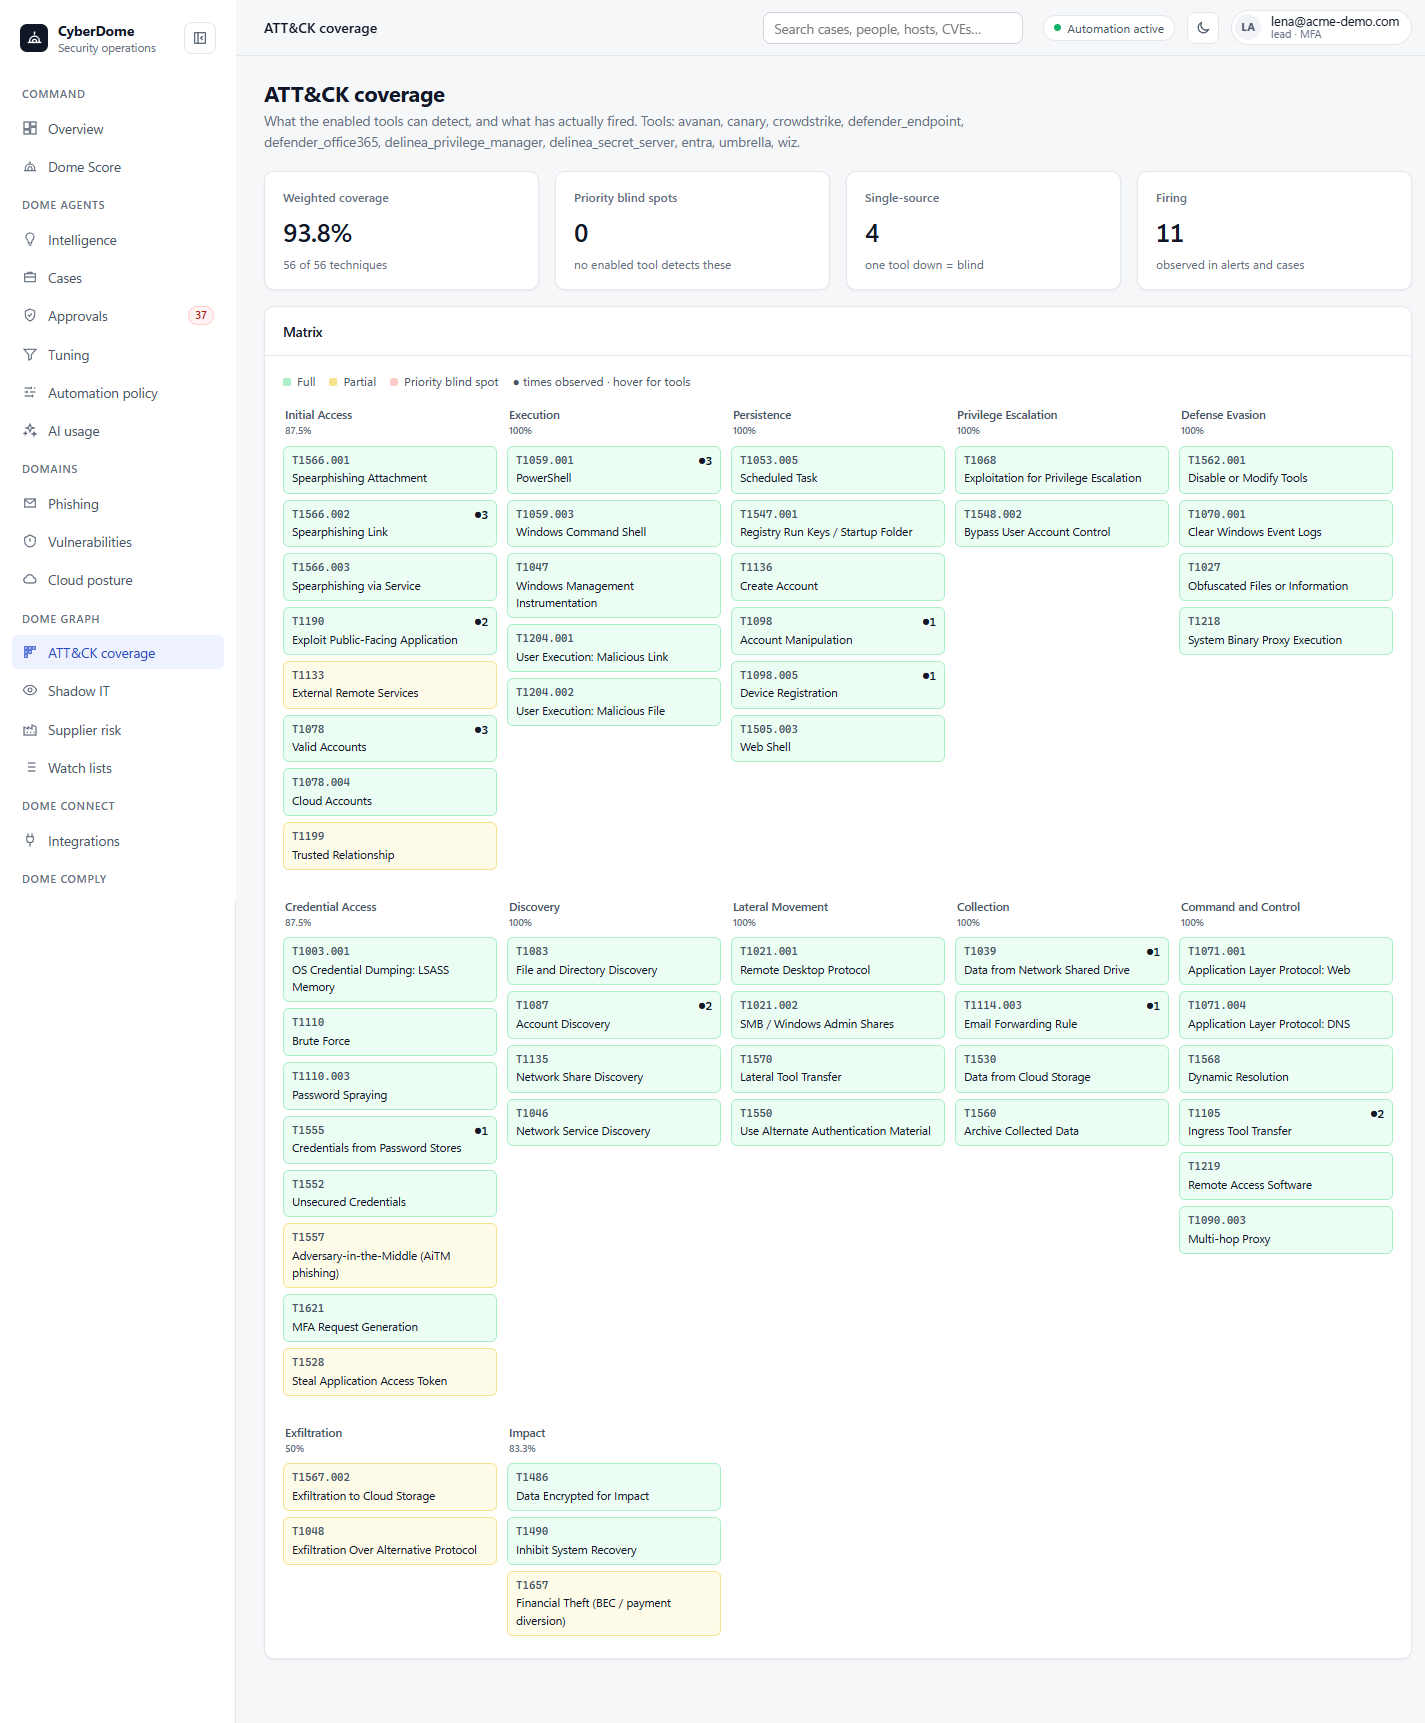 CyberDome
Security operations
COMMAND
Overview
Dome Score
DOME AGENTS
Intelligence
Cases
Approvals
37
Tuning
Automation policy
AI usage
DOMAINS
Phishing
Vulnerabilities
Cloud posture
DOME GRAPH
ATT&CK coverage
Shadow IT
Supplier risk
Watch lists
DOME CONNECT
Integrations
DOME COMPLY
ATT&CK coverage
Search cases, people, hosts, CVEs...
Automation active
LA
lena@acme-demo.com
lead · MFA
ATT&CK coverage
What the enabled tools can detect, and what has actually fired. Tools: avanan, canary, crowdstrike, defender_endpoint,
defender_office365, delinea_privilege_manager, delinea_secret_server, entra, umbrella, wiz.
Weighted coverage
93.8%
56 of 56 techniques
Priority blind spots
0
no enabled tool detects these
Single-source
4
one tool down = blind
Firing
11
observed in alerts and cases
Matrix
Full
Partial
Priority blind spot
● times observed · hover for tools
Initial Access
87.5%
T1566.001
Spearphishing Attachment
T1566.002 ●3
Spearphishing Link
T1566.003
Spearphishing via Service
T1190 ●2
Exploit Public-Facing Application
T1133
External Remote Services
T1078 ●3
Valid Accounts
T1078.004
Cloud Accounts
T1199
Trusted Relationship
Execution
100%
T1059.001 ●3
PowerShell
T1059.003
Windows Command Shell
T1047
Windows Management
Instrumentation
T1204.001
User Execution: Malicious Link
T1204.002
User Execution: Malicious File
Persistence
100%
T1053.005
Scheduled Task
T1547.001
Registry Run Keys / Startup Folder
T1136
Create Account
T1098 ●1
Account Manipulation
T1098.005 ●1
Device Registration
T1505.003
Web Shell
Privilege Escalation
100%
T1068
Exploitation for Privilege Escalation
T1548.002
Bypass User Account Control
Defense Evasion
100%
T1562.001
Disable or Modify Tools
T1070.001
Clear Windows Event Logs
T1027
Obfuscated Files or Information
T1218
System Binary Proxy Execution
Credential Access
87.5%
T1003.001
OS Credential Dumping: LSASS
Memory
T1110
Brute Force
T1110.003
Password Spraying
T1555 ●1
Credentials from Password Stores
T1552
Unsecured Credentials
T1557
Adversary-in-the-Middle (AiTM
phishing)
T1621
MFA Request Generation
T1528
Steal Application Access Token
Discovery
100%
T1083
File and Directory Discovery
T1087 ●2
Account Discovery
T1135
Network Share Discovery
T1046
Network Service Discovery
Lateral Movement
100%
T1021.001
Remote Desktop Protocol
T1021.002
SMB / Windows Admin Shares
T1570
Lateral Tool Transfer
T1550
Use Alternate Authentication Material
Collection
100%
T1039 ●1
Data from Network Shared Drive
T1114.003 ●1
Email Forwarding Rule
T1530
Data from Cloud Storage
T1560
Archive Collected Data
Command and Control
100%
T1071.001
Application Layer Protocol: Web
T1071.004
Application Layer Protocol: DNS
T1568
Dynamic Resolution
T1105 ●2
Ingress Tool Transfer
T1219
Remote Access Software
T1090.003
Multi-hop Proxy
Exfiltration
50%
T1567.002
Exfiltration to Cloud Storage
T1048
Exfiltration Over Alternative Protocol
Impact
83.3%
T1486
Data Encrypted for Impact
T1490
Inhibit System Recovery
T1657
Financial Theft (BEC / payment
diversion)